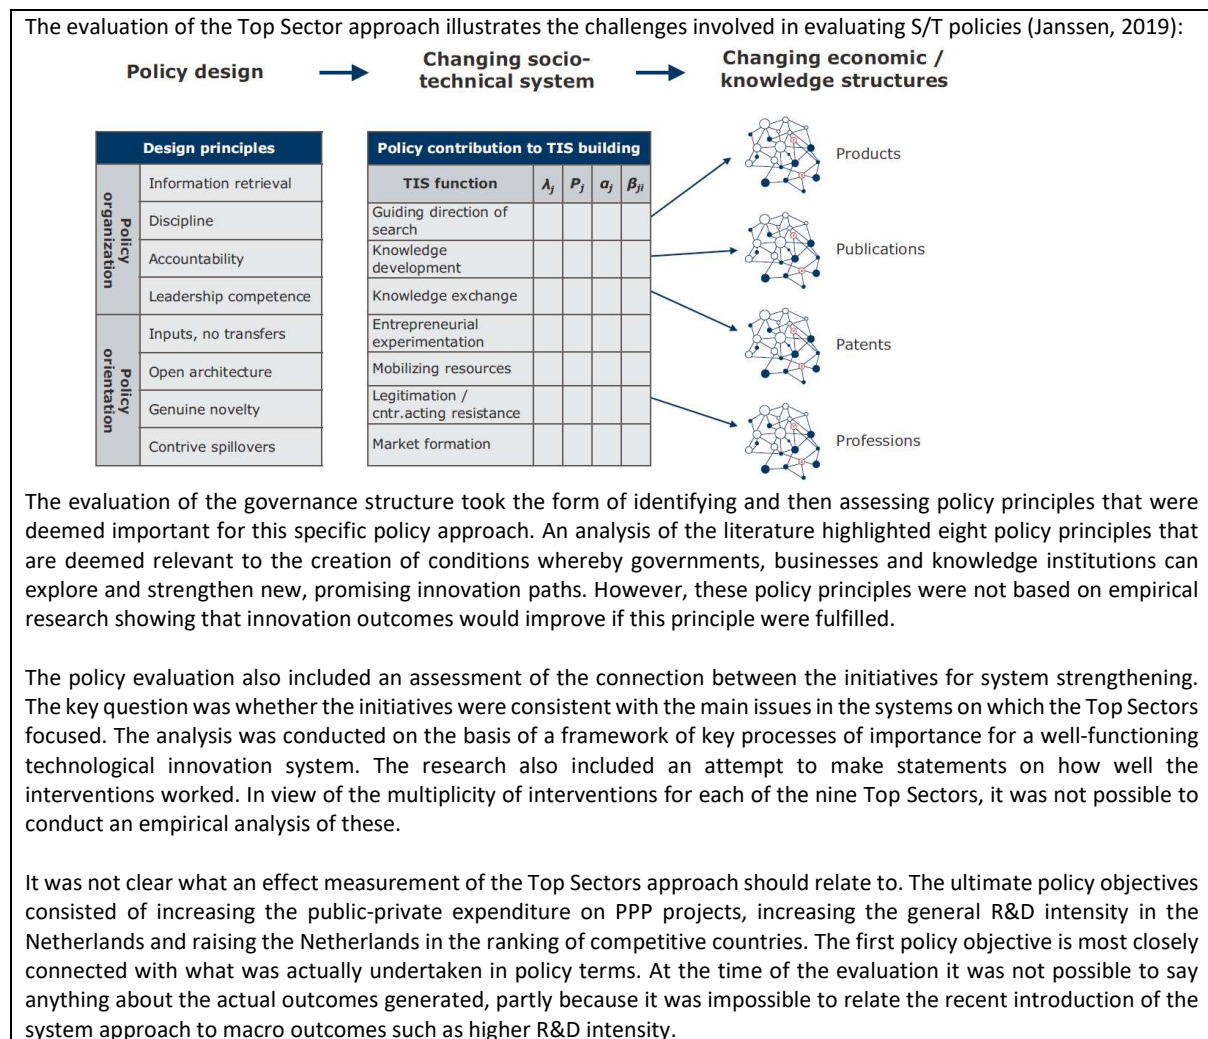 The evaluation of the Top Sector approach illustrates the challenges involved in evaluating S/T policies (Janssen, 2019):
Policy design
Changing socio-
technical system
Changing economic /
knowledge structures
Design principles
Policy
organization
Information retrieval
Discipline
Accountability
Leadership competence
Policy
orientation
Inputs, no transfers
Open architecture
Genuine novelty
Contrive spillovers
Policy contribution to TIS building
TIS function λj Pj αj βji
Guiding direction of
search
Knowledge
development
Knowledge exchange
Entrepreneurial
experimentation
Mobilizing resources
Legitimation /
cntr.acting resistance
Market formation
Products
Publications
Patents
Professions
The evaluation of the governance structure took the form of identifying and then assessing policy principles that were
deemed important for this specific policy approach. An analysis of the literature highlighted eight policy principles that
are deemed relevant to the creation of conditions whereby governments, businesses and knowledge institutions can
explore and strengthen new, promising innovation paths. However, these policy principles were not based on empirical
research showing that innovation outcomes would improve if this principle were fulfilled.
The policy evaluation also included an assessment of the connection between the initiatives for system strengthening.
The key question was whether the initiatives were consistent with the main issues in the systems on which the Top Sectors
focused. The analysis was conducted on the basis of a framework of key processes of importance for a well-functioning
technological innovation system. The research also included an attempt to make statements on how well the
interventions worked. In view of the multiplicity of interventions for each of the nine Top Sectors, it was not possible to
conduct an empirical analysis of these.
It was not clear what an effect measurement of the Top Sectors approach should relate to. The ultimate policy objectives
consisted of increasing the public-private expenditure on PPP projects, increasing the general R&D intensity in the
Netherlands and raising the Netherlands in the ranking of competitive countries. The first policy objective is most closely
connected with what was actually undertaken in policy terms. At the time of the evaluation it was not possible to say
anything about the actual outcomes generated, partly because it was impossible to relate the recent introduction of the
system approach to macro outcomes such as higher R&D intensity.